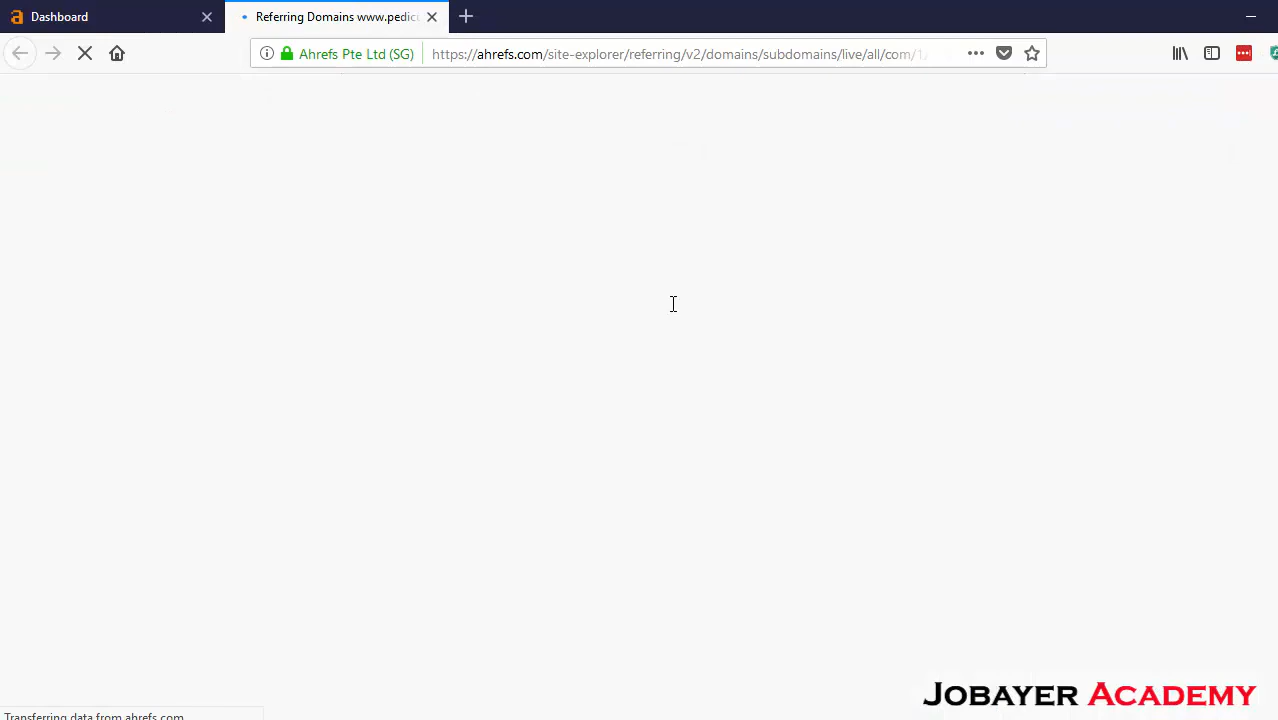 Dashboard
Referring Domains www.pedic
Ahrefs Pte Ltd (SG)
https://ahrefs.com/site-explorer/referring/v2/domains/subdomains/live/all/com/1/
Transferring data from ahrefs.com
JOBAYER ACADEMY